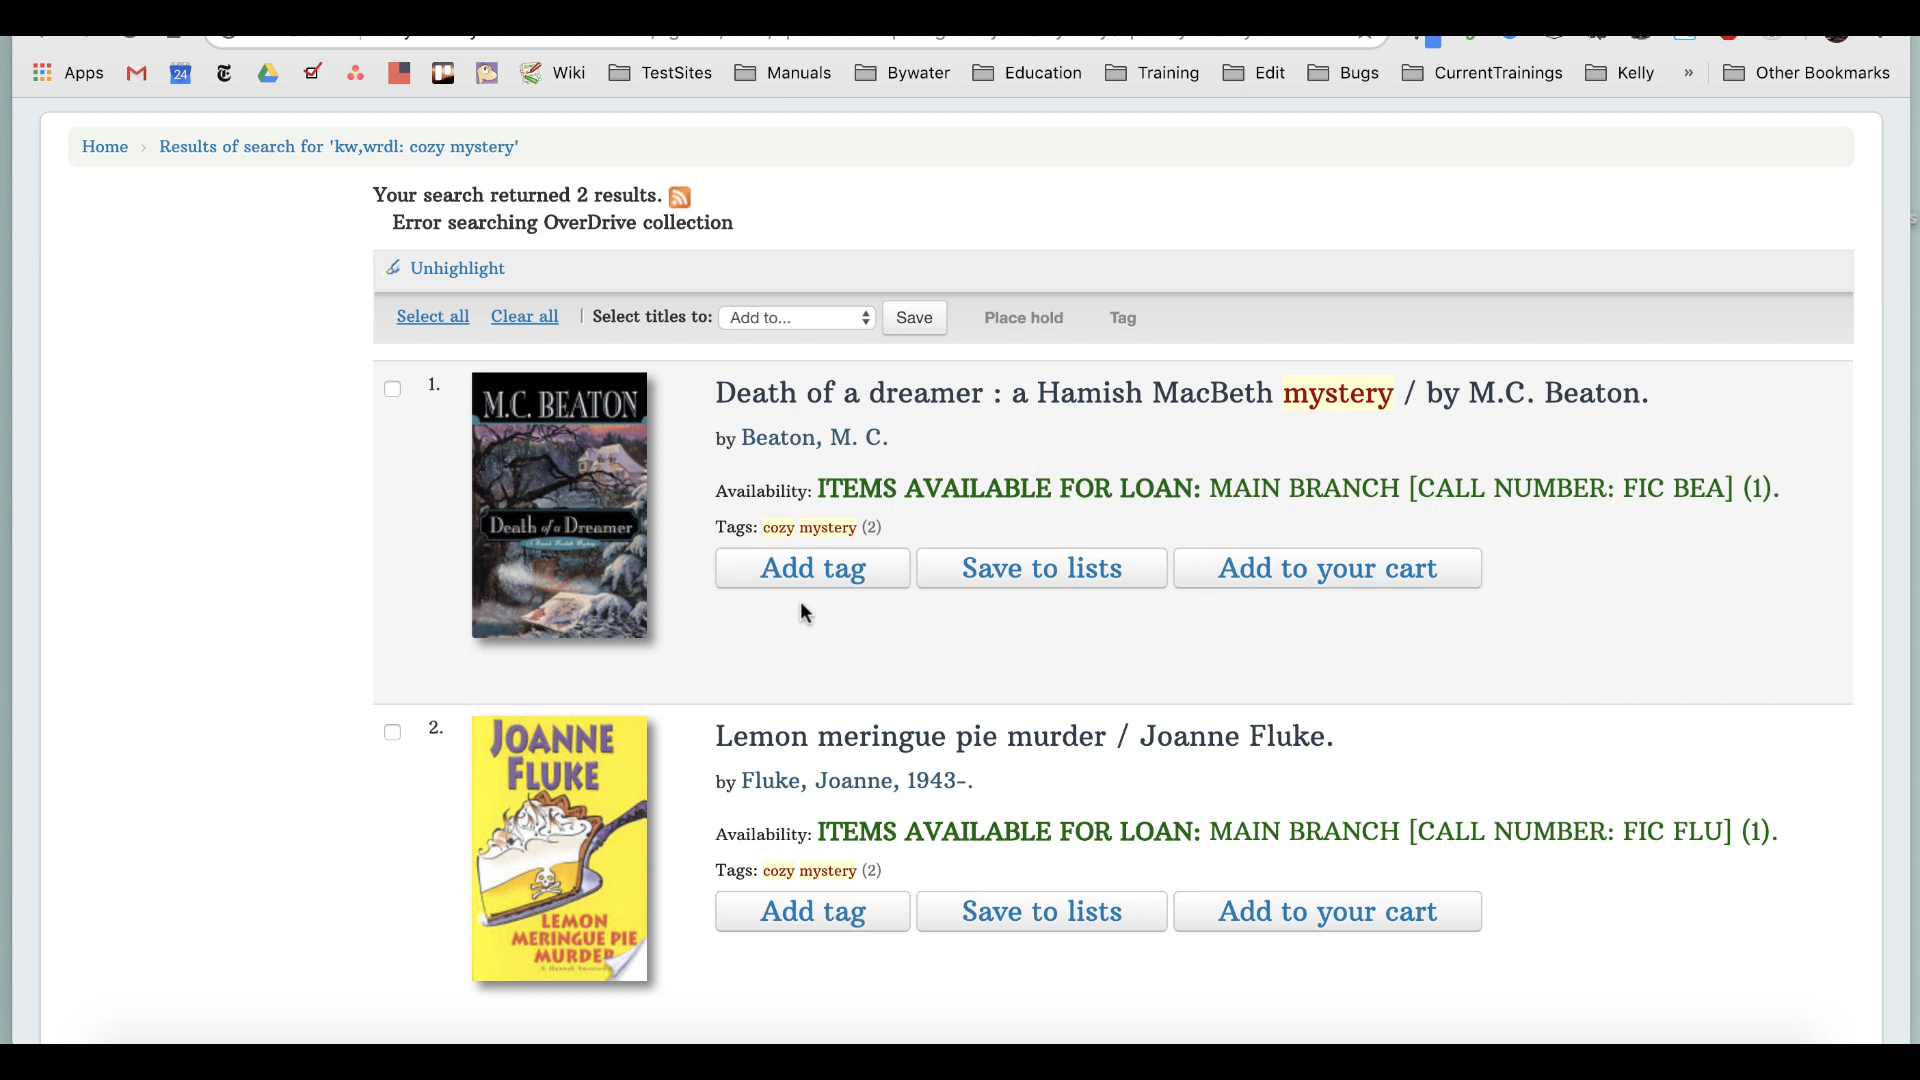 Apps 24 Wiki TestSites Manuals Bywater Education Training Edit Bugs CurrentTrainings Kelly » Other Bookmarks
Home › Results of search for 'kw,wrdl: cozy mystery'
Your search returned 2 results.
Error searching OverDrive collection
Unhighlight
Select all Clear all | Select titles to: Add to... Save Place hold Tag
1.
M.C. BEATON
Death of a Dreamer
Death of a dreamer : a Hamish MacBeth mystery / by M.C. Beaton.
by Beaton, M. C.
Availability: ITEMS AVAILABLE FOR LOAN: MAIN BRANCH [CALL NUMBER: FIC BEA] (1).
Tags: cozy mystery (2)
Add tag Save to lists Add to your cart
2.
JOANNE
FLUKE
LEMON
MERINGUE PIE
MURDER
Lemon meringue pie murder / Joanne Fluke.
by Fluke, Joanne, 1943-.
Availability: ITEMS AVAILABLE FOR LOAN: MAIN BRANCH [CALL NUMBER: FIC FLU] (1).
Tags: cozy mystery (2)
Add tag Save to lists Add to your cart